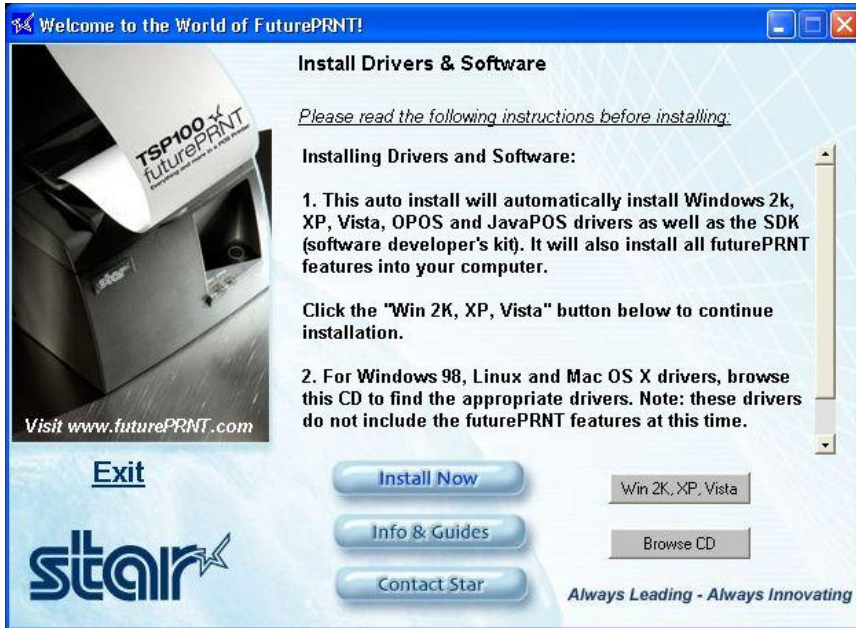 Welcome to the World of FuturePRNT!
Install Drivers & Software
Please read the following instructions before installing:
Installing Drivers and Software:
1. This auto install will automatically install Windows 2k,
XP, Vista, OPOS and JavaPOS drivers as well as the SDK
(software developer's kit). It will also install all futurePRNT
features into your computer.
Click the "Win 2K, XP, Vista" button below to continue
installation.
2. For Windows 98, Linux and Mac OS X drivers, browse
this CD to find the appropriate drivers. Note: these drivers
do not include the futurePRNT features at this time.
TSP100
futurePRNT
Everything and more in a POS Printer
star
Visit www.futurePRNT.com
Exit
Install Now
Win 2K, XP, Vista
Info & Guides
Browse CD
Contact Star
star
Always Leading - Always Innovating